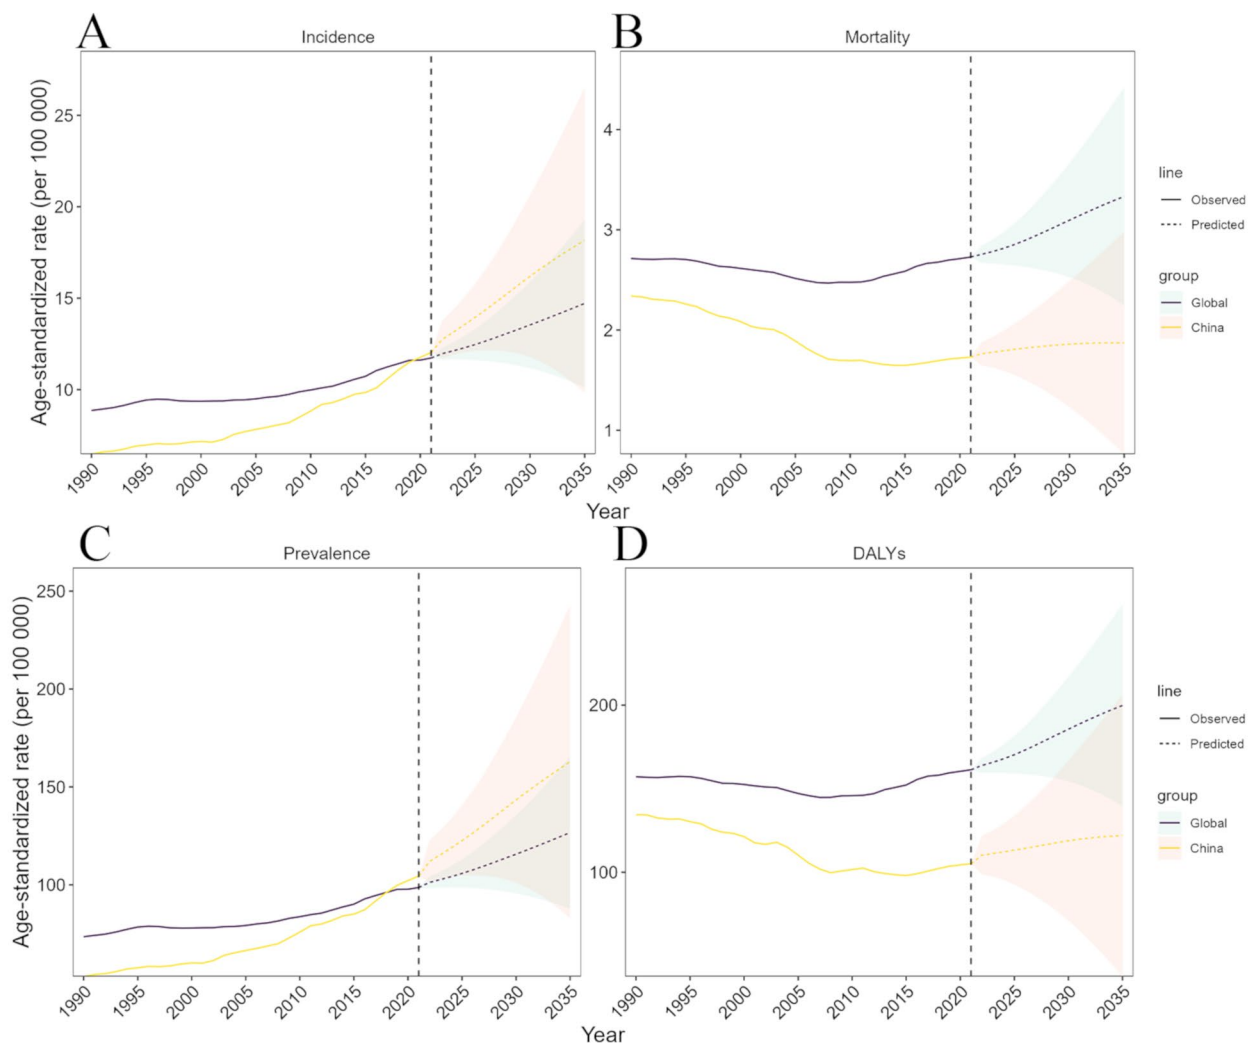 A
Incidence
Age-standardized rate (per 100 000)
25
20
15
10
1990
1995
2000
2005
2010
2015
2020
2025
2030
2035
B
Mortality
4
3
2
1
1990
1995
2000
2005
2010
2015
2020
2025
2030
2035
Year
line
Observed
Predicted
group
Global
China
C
Prevalence
Age-standardized rate (per 100 000)
250
200
150
100
1990
1995
2000
2005
2010
2015
2020
2025
2030
2035
D
DALYs
200
100
1990
1995
2000
2005
2010
2015
2020
2025
2030
2035
Year
line
Observed
Predicted
group
Global
China